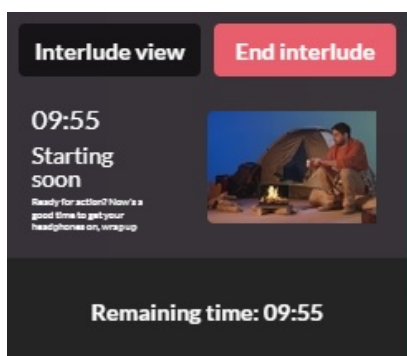 Interlude view
End interlude
09:55
Starting
soon
Ready for action? Now's a
good time to get your
headphones on, wrap up
Remaining time: 09:55